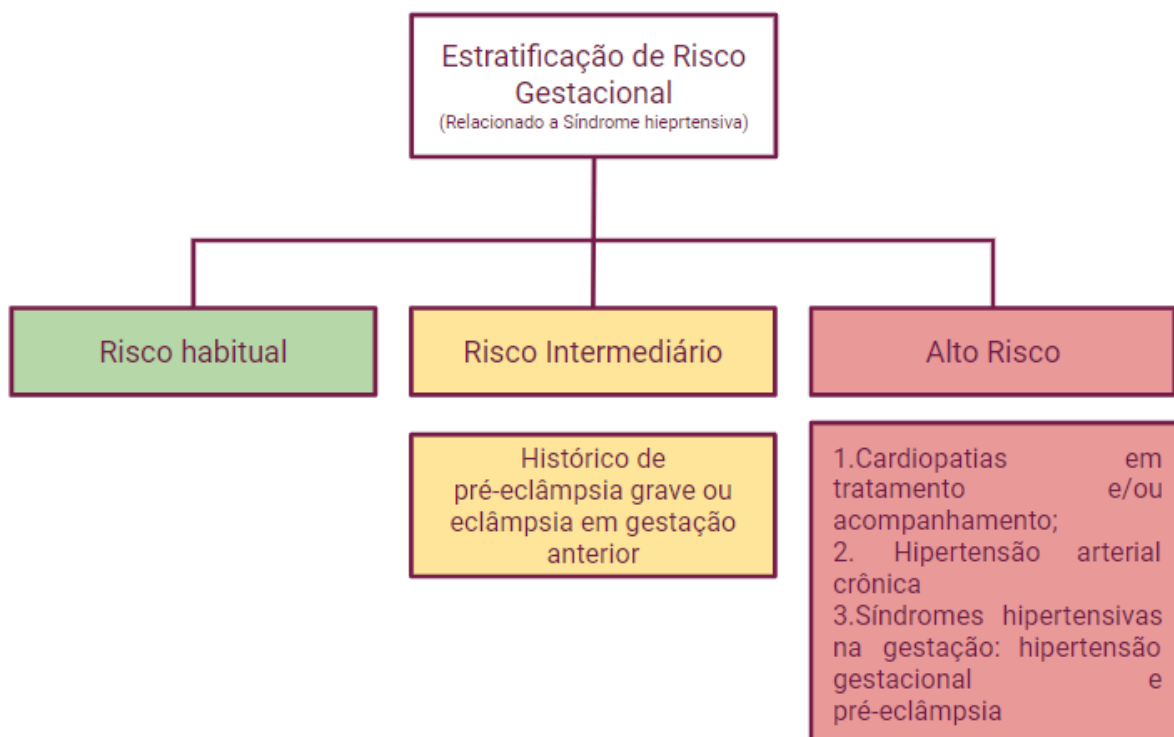 Estratificação de Risco
Gestacional
(Relacionado a Síndrome hieprtensiva)
Risco habitual
Risco Intermediário
Alto Risco
Histórico de
pré-eclâmpsia grave ou
eclâmpsia em gestação
anterior
1.Cardiopatias em
tratamento e/ou
acompanhamento;
2. Hipertensão arterial
crônica
3.Síndromes hipertensivas
na gestação: hipertensão
gestacional e
pré-eclâmpsia